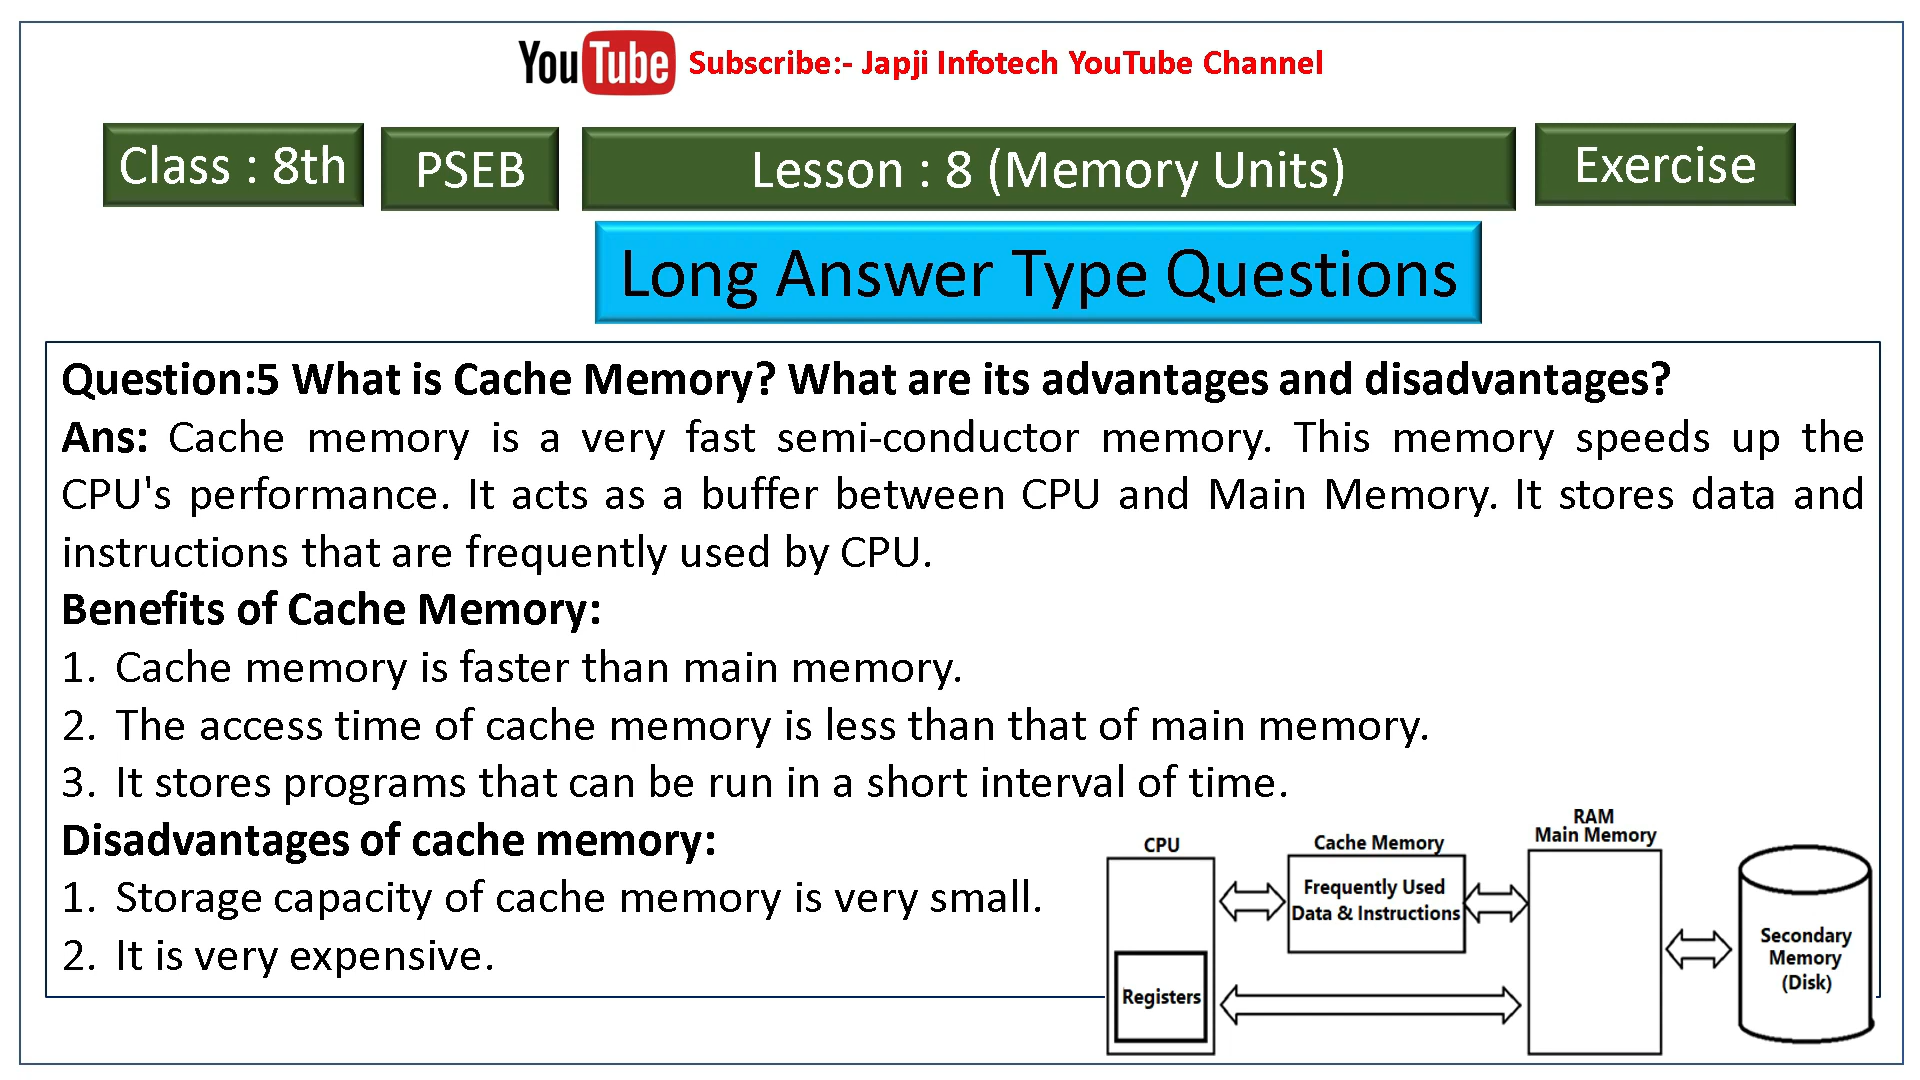 YouTube Subscribe:- Japji Infotech YouTube Channel
Class : 8th PSEB Lesson : 8 (Memory Units) Exercise
Long Answer Type Questions
Question:5 What is Cache Memory? What are its advantages and disadvantages?
Ans: Cache memory is a very fast semi-conductor memory. This memory speeds up the
CPU's performance. It acts as a buffer between CPU and Main Memory. It stores data and
instructions that are frequently used by CPU.
Benefits of Cache Memory:
1. Cache memory is faster than main memory.
2. The access time of cache memory is less than that of main memory.
3. It stores programs that can be run in a short interval of time.
Disadvantages of cache memory:
1. Storage capacity of cache memory is very small.
2. It is very expensive.
CPU
Registers
Cache Memory
Frequently Used
Data & Instructions
RAM
Main Memory
Secondary
Memory
(Disk)